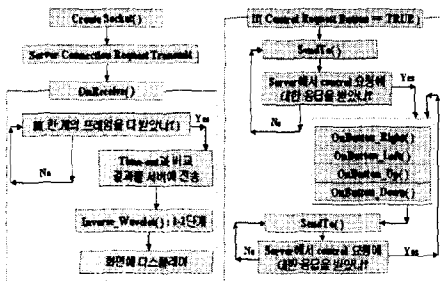 Create Socket()
Server Connection Request Transmit
OnReceive()
If( 한 개의 프레임을 다 받았나? )
Yes
No
Time-out과 비교
결과를 서버에 전송
Inverse_Wavelet() : 1-1단계
화면에 디스플레이
If( Control Request Button == TRUE )
SendTo()
Server에서 control 요청에
대한 응답을 받았나?
Yes
No
OnButton_Right()
OnButton_Left()
OnButton_Up()
OnButton_Down()
SendTo()
Server에서 control 요청에
대한 응답을 받았나?
No
Yes